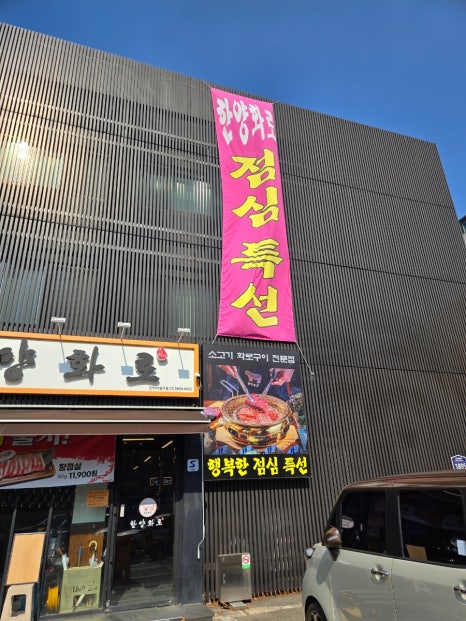 한양화로
점심특선
양 화 로
소고기 화로구이 전문점
행복한 점심 특선
항정살
11,900원
한양화로
2